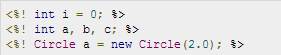 <%! int i = 0; %>
<%! int a, b, c; %>
<%! Circle a = new Circle(2.0); %>